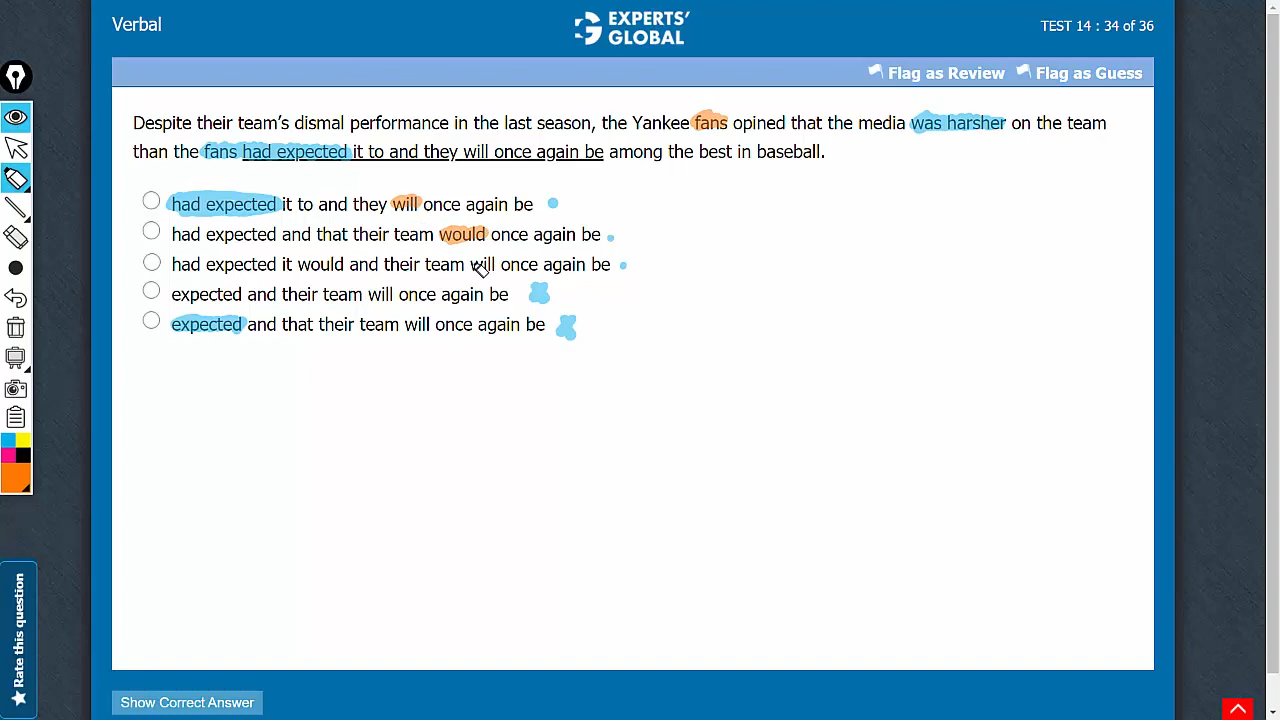 Verbal
EXPERTS'
GLOBAL
TEST 14 : 34 of 36
Flag as Review
Flag as Guess
Despite their team's dismal performance in the last season, the Yankee fans opined that the media was harsher on the team
than the fans had expected it to and they will once again be among the best in baseball.
had expected it to and they will once again be
had expected and that their team would once again be
had expected it would and their team will once again be
expected and their team will once again be
expected and that their team will once again be
Rate this question
Show Correct Answer